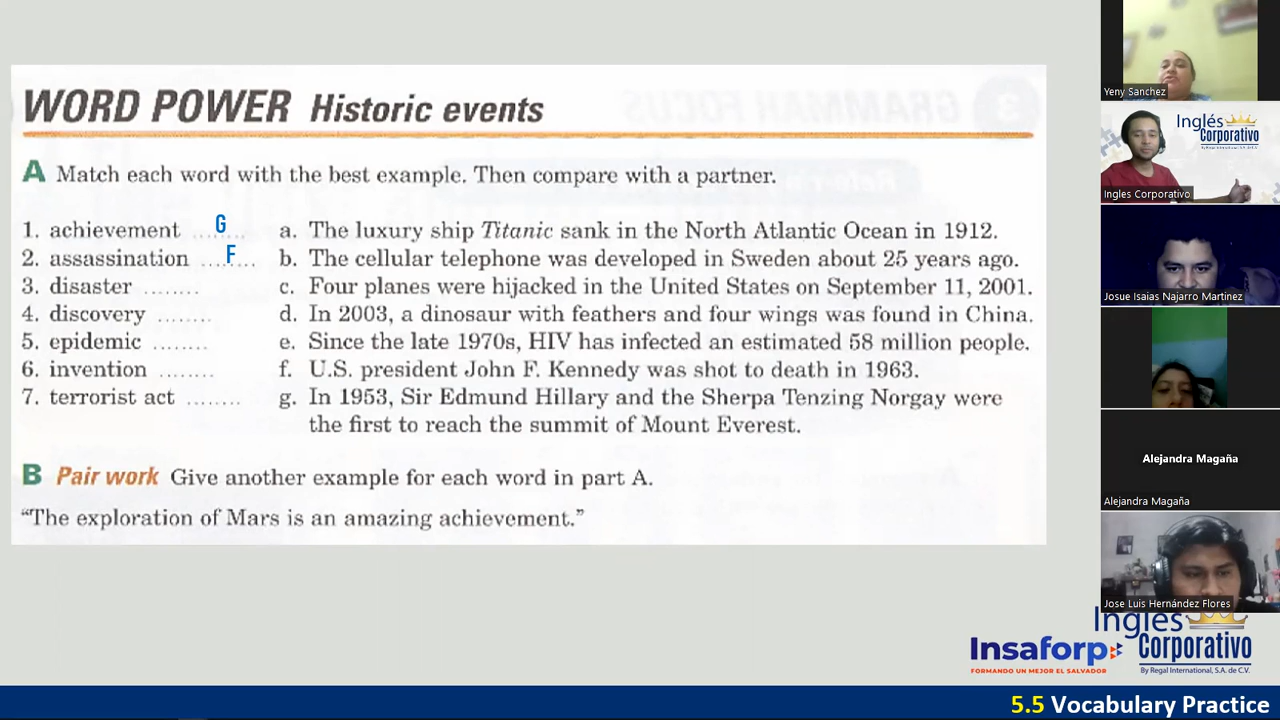 WORD POWER Historic events
A Match each word with the best example. Then compare with a partner.
1. achievement ........ G
2. assassination ........ F
3. disaster ........
4. discovery ........
5. epidemic ........
6. invention ........
7. terrorist act ........
a. The luxury ship Titanic sank in the North Atlantic Ocean in 1912.
b. The cellular telephone was developed in Sweden about 25 years ago.
c. Four planes were hijacked in the United States on September 11, 2001.
d. In 2003, a dinosaur with feathers and four wings was found in China.
e. Since the late 1970s, HIV has infected an estimated 58 million people.
f. U.S. president John F. Kennedy was shot to death in 1963.
g. In 1953, Sir Edmund Hillary and the Sherpa Tenzing Norgay were
the first to reach the summit of Mount Everest.
B Pair work Give another example for each word in part A.
“The exploration of Mars is an amazing achievement.”
Yeny Sanchez
Inglés
Corporativo
By Regal International, S.A. de C.V.
Ingles Corporativo
Josue Isaias Najarro Martinez
Alejandra Magaña
Alejandra Magaña
Jose Luis Hernández Flores
Insaforp
FORMANDO UN MEJOR EL SALVADOR
Inglés
Corporativo
By Regal International, S.A. de C.V.
5.5 Vocabulary Practice